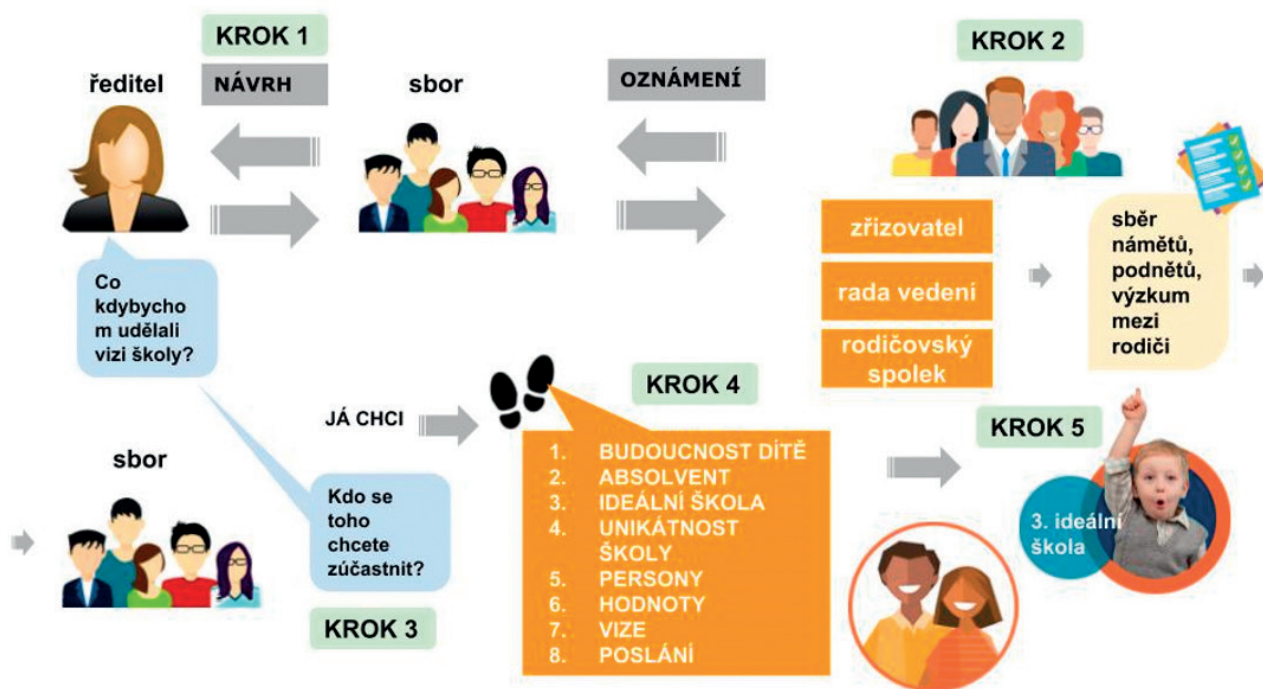 KROK 1
ředitel
NÁVRH
sbor
OZNÁMENÍ
KROK 2
Co
kdybycho
m udělali
vizi školy?
zřizovatel
rada vedení
rodičovský
spolek
sběr
námětů,
podnětů,
výzkum
mezi
rodiči
sbor
Kdo se
toho
chcete
zúčastnit?
KROK 3
JÁ CHCI
KROK 4
1. BUDOUCNOST DÍTĚ
2. ABSOLVENT
3. IDEÁLNÍ ŠKOLA
4. UNIKÁTNOST
ŠKOLY
5. PERSONY
6. HODNOTY
7. VIZE
8. POSLÁNÍ
KROK 5
3. ideální
škola